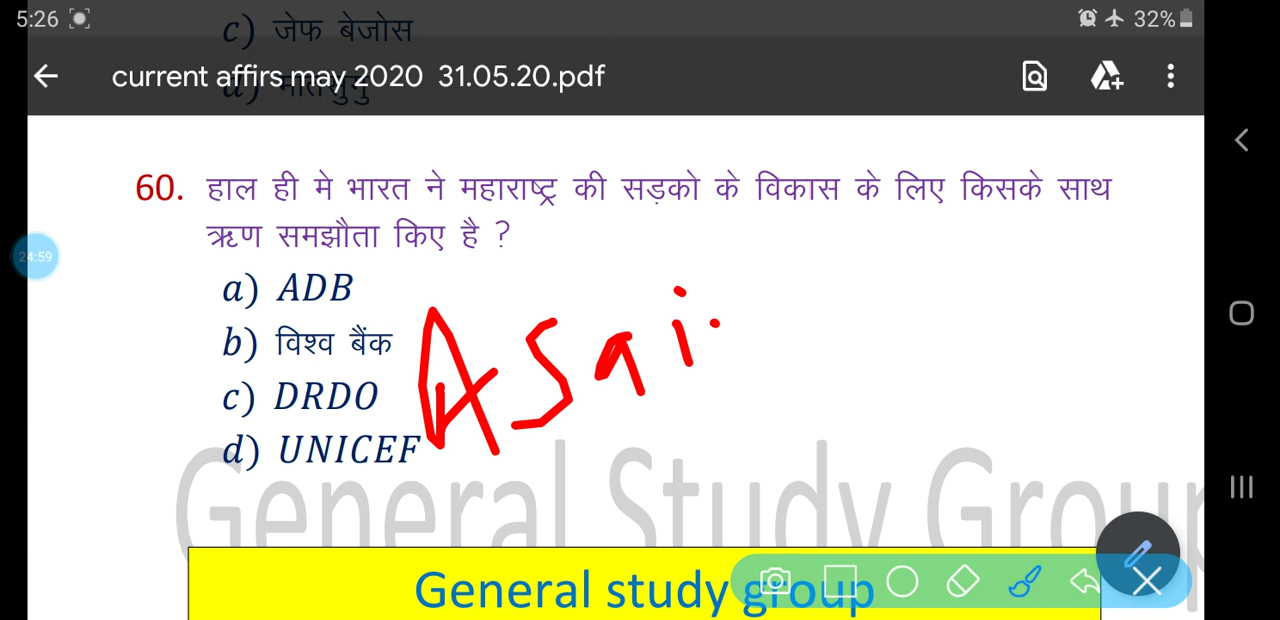 5:26
32%
c) जेफ बेजोस
current affirs may 2020 31.05.20.pdf
60. हाल ही मे भारत ने महाराष्ट्र की सड़को के विकास के लिए किसके साथ
ऋण समझौता किए है ?
24:59
a) ADB
b) विश्व बैंक
c) DRDO
d) UNICEF
Asai
General Study Group
General study group